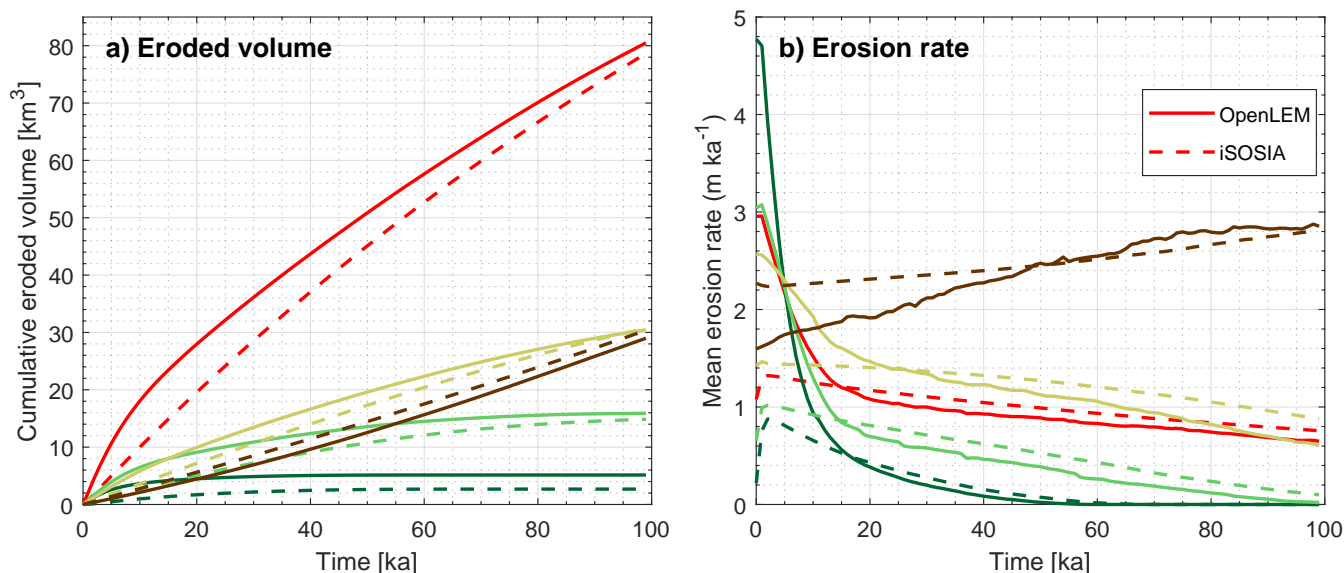 a) Eroded volume
Cumulative eroded volume [km³]
80
70
60
50
40
30
20
10
0
0 20 40 60 80 100
Time [ka]
b) Erosion rate
OpenLEM
iSOSIA
Mean erosion rate (m ka⁻¹)
5
4
3
2
1
0
0 20 40 60 80 100
Time [ka]